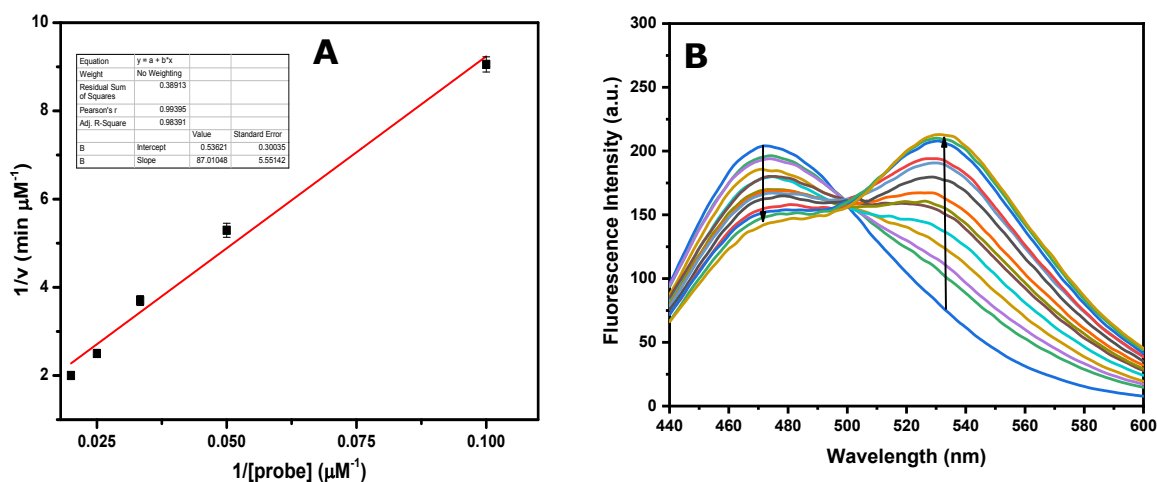 A
10
8
6
4
2
1/v (min μM-1)
Equation y = a + b*x
Weight No Weighting
Residual Sum of Squares 0.38913
Pearson's r 0.99395
Adj. R-Square 0.98391
Value Standard Error
B Intercept 0.53621 0.30035
B Slope 87.01048 5.55142
0.025 0.050 0.075 0.100
1/[probe] (μM-1)
B
300
250
200
150
100
50
0
Fluorescence Intensity (a.u.)
440 460 480 500 520 540 560 580 600
Wavelength (nm)